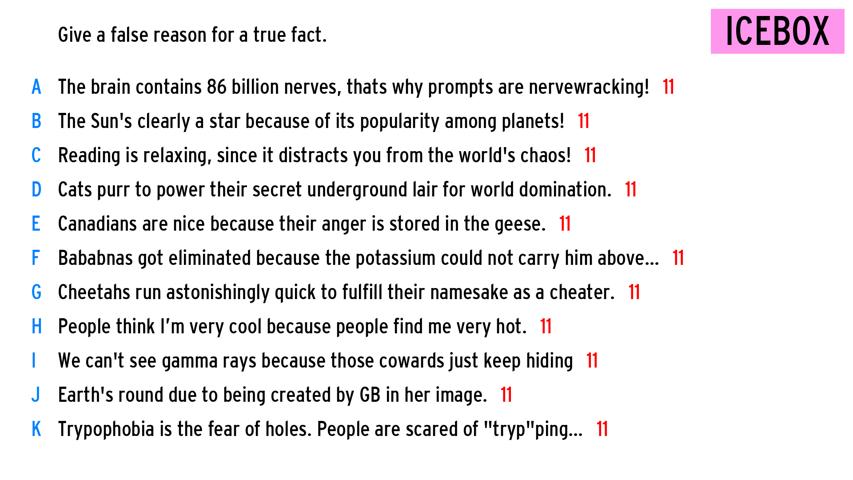 Give a false reason for a true fact.
ICEBOX
A The brain contains 86 billion nerves, thats why prompts are nervewracking! 11
B The Sun's clearly a star because of its popularity among planets! 11
C Reading is relaxing, since it distracts you from the world's chaos! 11
D Cats purr to power their secret underground lair for world domination. 11
E Canadians are nice because their anger is stored in the geese. 11
F Bababnas got eliminated because the potassium could not carry him above... 11
G Cheetahs run astonishingly quick to fulfill their namesake as a cheater. 11
H People think I'm very cool because people find me very hot. 11
I We can't see gamma rays because those cowards just keep hiding 11
J Earth's round due to being created by GB in her image. 11
K Trypophobia is the fear of holes. People are scared of "tryp"ping... 11